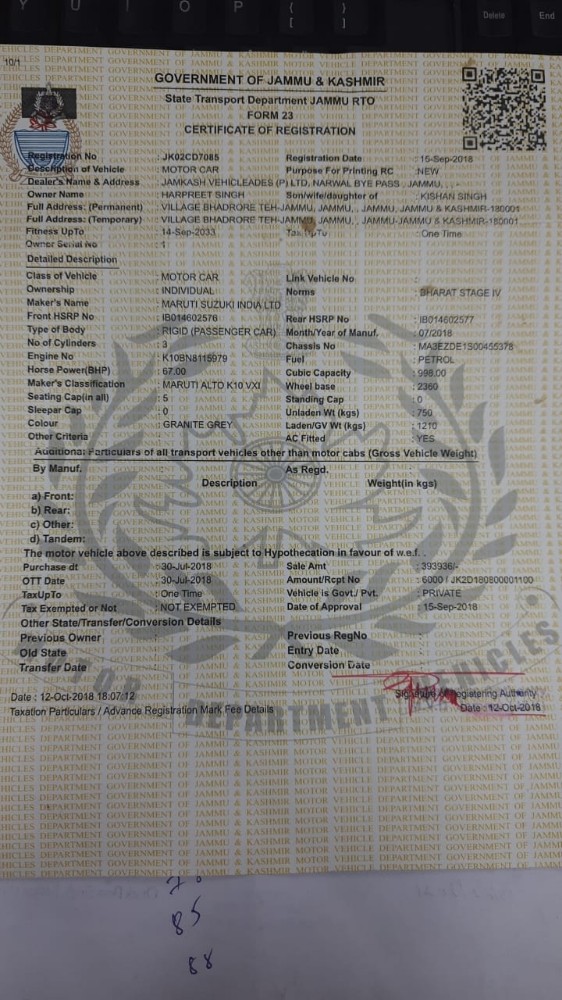 Y U I O P { [ } ] Delete End
10/1
GOVERNMENT OF JAMMU & KASHMIR
State Transport Department JAMMU RTO
FORM 23
CERTIFICATE OF REGISTRATION
Registration No : JK02CD7085 Registration Date : 15-Sep-2018
Description of Vehicle : MOTOR CAR Purpose For Printing RC : NEW
Dealer's Name & Address : JAMKASH VEHICLEADES (P) LTD, NARWAL BYE PASS , JAMMU, , -
Owner Name : HARPREET SINGH Son/wife/daughter of : KISHAN SINGH
Full Address: (Permanent) : VILLAGE BHADRORE TEH-JAMMU, JAMMU, , JAMMU, JAMMU & KASHMIR-180001
Full Address: (Temporary) : VILLAGE BHADRORE TEH-JAMMU, JAMMU, , JAMMU-JAMMU & KASHMIR-180001
Fitness UpTo : 14-Sep-2033 Tax UpTo : One Time
Owner Serial No : 1
Detailed Description
Class of Vehicle : MOTOR CAR Link Vehicle No :
Ownership : INDIVIDUAL Norms : BHARAT STAGE IV
Maker's Name : MARUTI SUZUKI INDIA LTD
Front HSRP No : IB014602576 Rear HSRP No : IB014602577
Type of Body : RIGID (PASSENGER CAR) Month/Year of Manuf. : 07/2018
No of Cylinders : 3 Chassis No : MA3EZDE1S00455378
Engine No : K10BN8115979 Fuel : PETROL
Horse Power(BHP) : 67.00 Cubic Capacity : 998.00
Maker's Classification : MARUTI ALTO K10 VXI Wheel base : 2360
Seating Cap(in all) : 5 Standing Cap : 0
Sleepar Cap : 0 Unladen Wt (kgs) : 750
Colour : GRANITE GREY Laden/GV Wt (kgs) : 1210
Other Criteria : AC Fitted : YES
Additional Particulars of all transport vehicles other than motor cabs (Gross Vehicle Weight)
By Manuf. : As Regd. :
Description Weight(in kgs)
a) Front:
b) Rear:
c) Other:
d) Tandem:
The motor vehicle above described is subject to Hypothecation in favour of w.e.f. .
Purchase dt : 30-Jul-2018 Sale Amt : 393936/-
OTT Date : 30-Jul-2018 Amount/Rcpt No : 6000 / JK2D180800001100
TaxUpTo : One Time Vehicle is Govt./ Pvt. : PRIVATE
Tax Exempted or Not : NOT EXEMPTED Date of Approval : 15-Sep-2018
Other State/Transfer/Conversion Details
Previous Owner : Previous RegNo :
Old State : Entry Date :
Transfer Date : Conversion Date :
Date : 12-Oct-2018 18:07:12 Signature of Registering Authority
Taxation Particulars / Advance Registration Mark Fee Details Date : 12-Oct-2018
DEPARTMENT VEHICLES
85
88